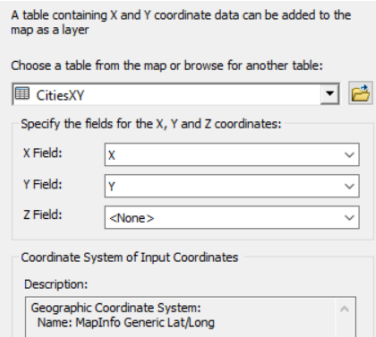 A table containing X and Y coordinate data can be added to the
map as a layer
Choose a table from the map or browse for another table:
CitiesXY
Specify the fields for the X, Y and Z coordinates:
X Field: X
Y Field: Y
Z Field: <None>
Coordinate System of Input Coordinates
Description:
Geographic Coordinate System:
Name: MapInfo Generic Lat/Long